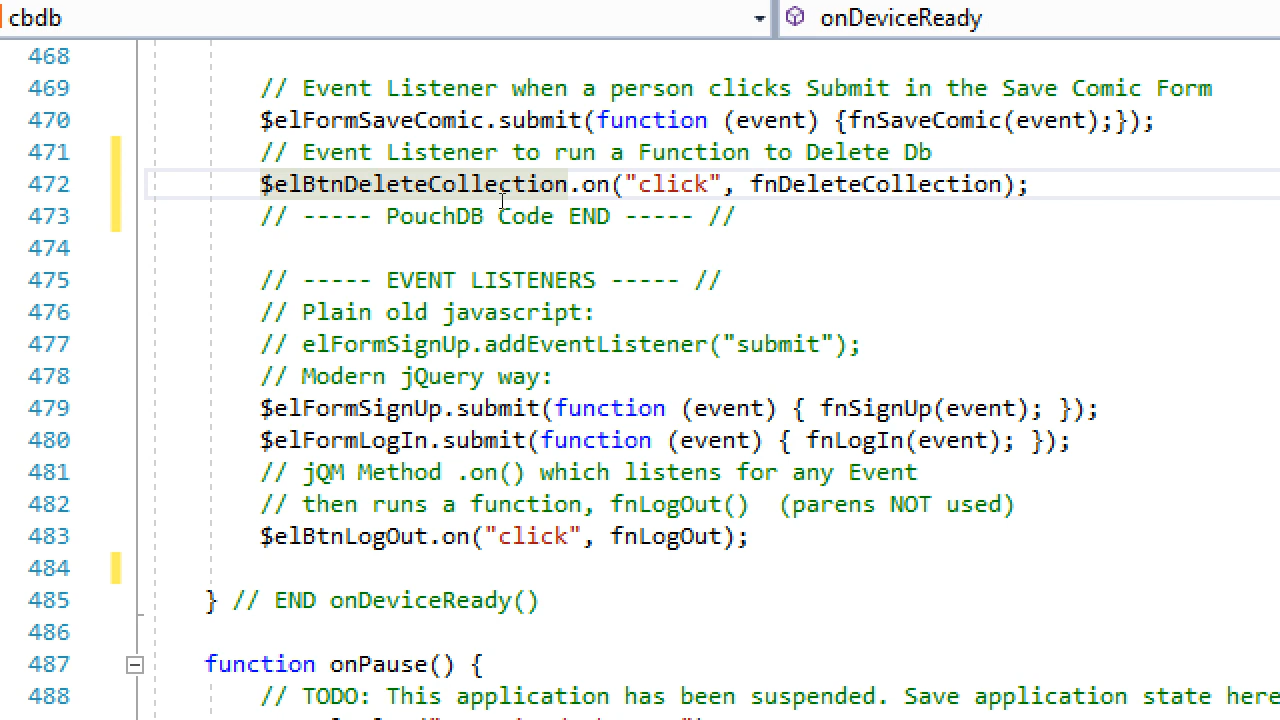 cbdb onDeviceReady
468
469 // Event Listener when a person clicks Submit in the Save Comic Form
470 $elFormSaveComic.submit(function (event) {fnSaveComic(event);});
471 // Event Listener to run a Function to Delete Db
472 $elBtnDeleteCollection.on("click", fnDeleteCollection);
473 // ----- PouchDB Code END ----- //
474
475 // ----- EVENT LISTENERS ----- //
476 // Plain old javascript:
477 // elFormSignUp.addEventListener("submit");
478 // Modern jQuery way:
479 $elFormSignUp.submit(function (event) { fnSignUp(event); });
480 $elFormLogIn.submit(function (event) { fnLogIn(event); });
481 // jQM Method .on() which listens for any Event
482 // then runs a function, fnLogOut()  (parens NOT used)
483 $elBtnLogOut.on("click", fnLogOut);
484
485 } // END onDeviceReady()
486
487 function onPause() {
488 // TODO: This application has been suspended. Save application state here